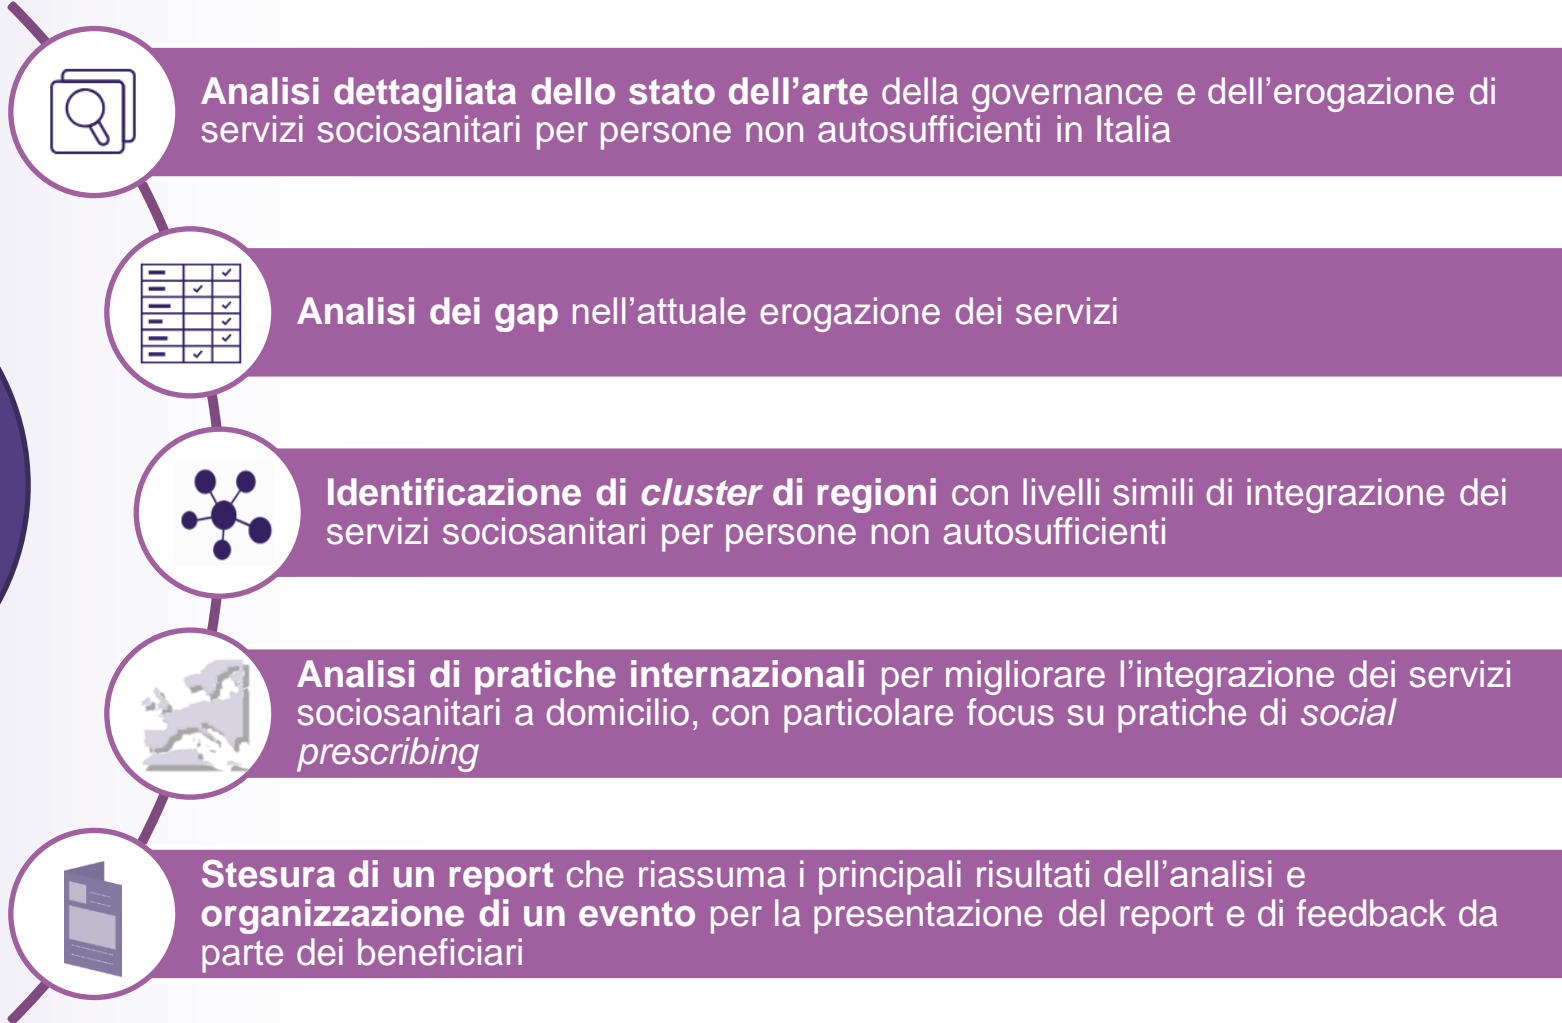 Analisi dettagliata dello stato dell’arte della governance e dell’erogazione di
servizi sociosanitari per persone non autosufficienti in Italia
Analisi dei gap nell’attuale erogazione dei servizi
Identificazione di cluster di regioni con livelli simili di integrazione dei
servizi sociosanitari per persone non autosufficienti
Analisi di pratiche internazionali per migliorare l’integrazione dei servizi
sociosanitari a domicilio, con particolare focus su pratiche di social
prescribing
Stesura di un report che riassuma i principali risultati dell’analisi e
organizzazione di un evento per la presentazione del report e di feedback da
parte dei beneficiari